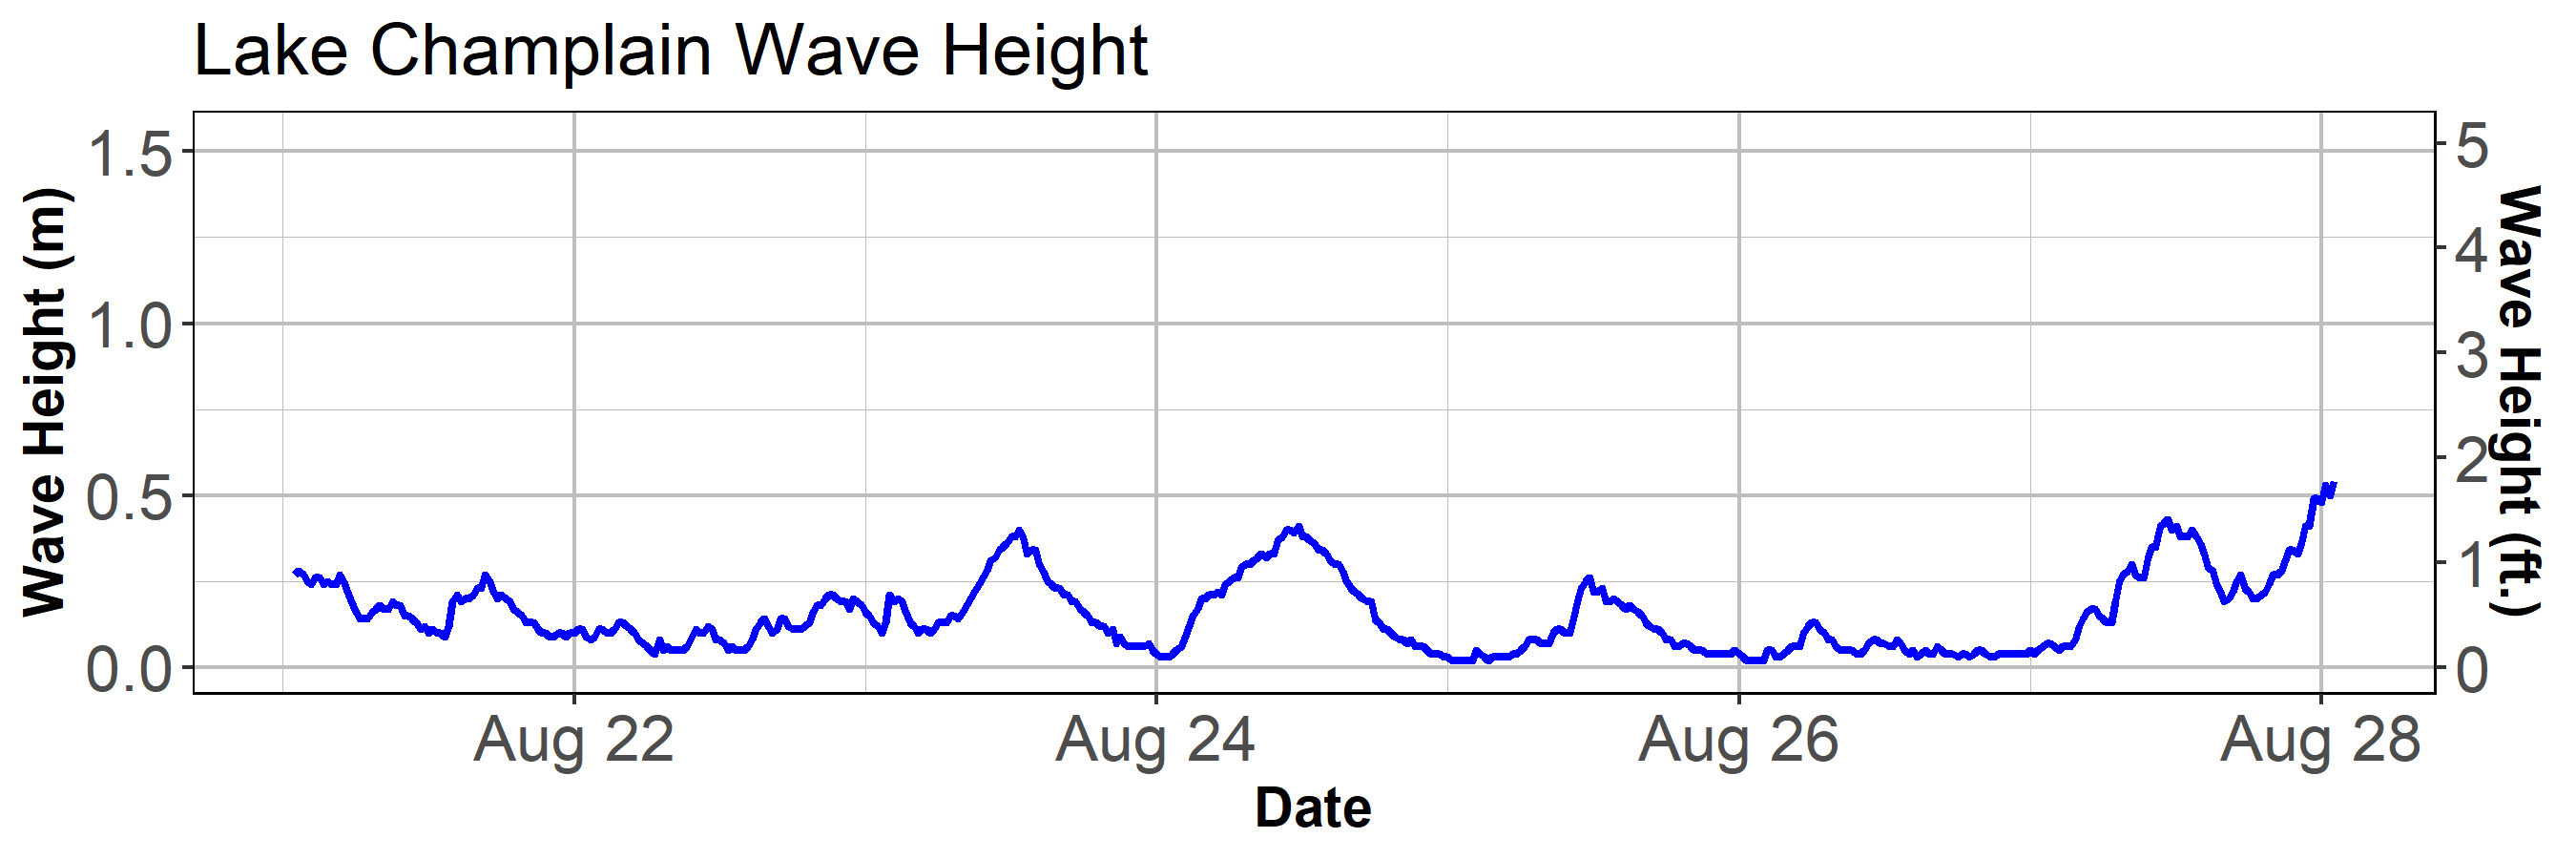 Lake Champlain Wave Height
Wave Height (m)
1.5
1.0
0.5
0.0
5
4
3
2
1
0
Wave Height (ft.)
Aug 22
Aug 24
Aug 26
Aug 28
Date